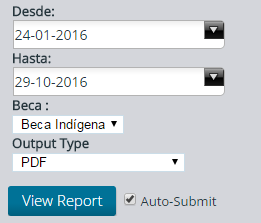 Desde:
24-01-2016
Hasta:
29-10-2016
Beca :
Beca Indígena
Output Type
PDF
View Report
Auto-Submit